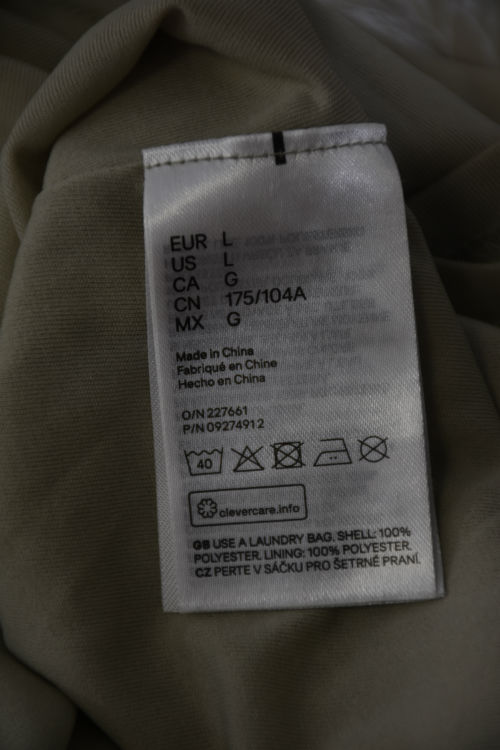 EUR L
US L
CA G
CN 175/104A
MX G
Made in China
Fabriqué en Chine
Hecho en China
O/N 227661
P/N 09274912
40
clevercare.info
GB USE A LAUNDRY BAG. SHELL: 100%
POLYESTER. LINING: 100% POLYESTER.
CZ PERTE V SÁČKU PRO ŠETRNÉ PRANÍ.